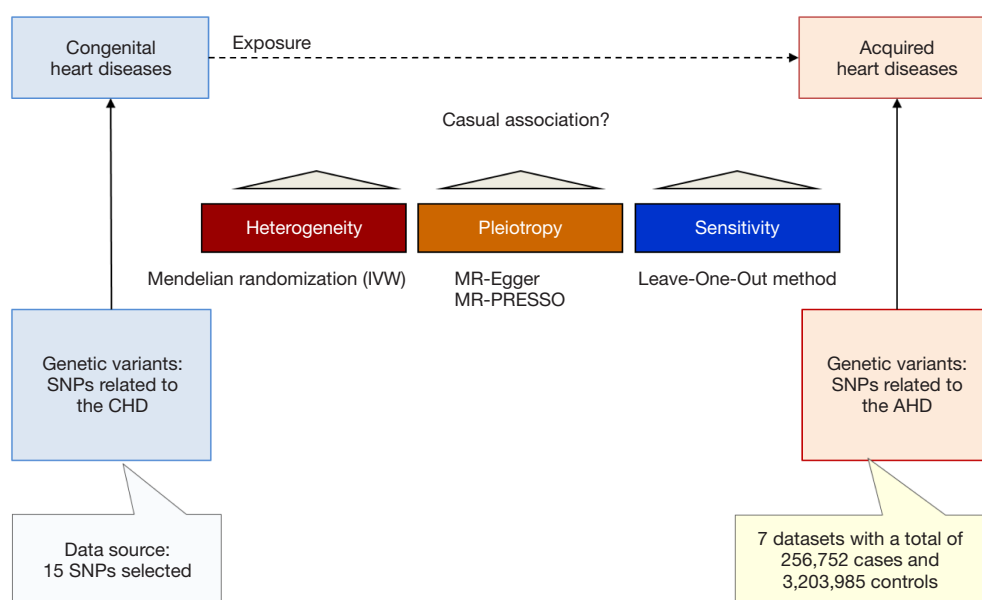 Congenital
heart diseases
Exposure
Acquired
heart diseases
Casual association?
Heterogeneity
Pleiotropy
Sensitivity
Mendelian randomization (IVW)
MR-Egger
MR-PRESSO
Leave-One-Out method
Genetic variants:
SNPs related to
the CHD
Genetic variants:
SNPs related to
the AHD
Data source:
15 SNPs selected
7 datasets with a total of
256,752 cases and
3,203,985 controls